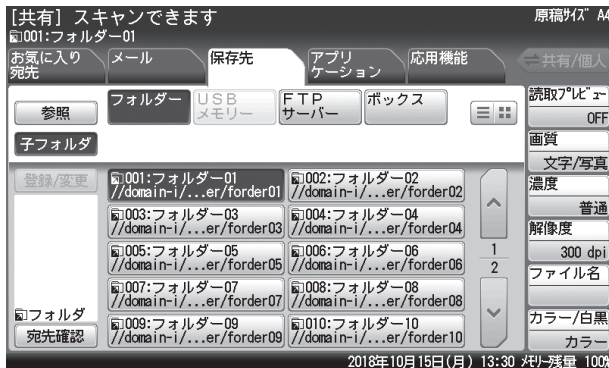 [共有] スキャンできます
原稿ｻｲｽﾞ A4
001:フォルダー01
お気に入り
宛先
メール
保存先
アプリ
ケーション
応用機能
共有/個人
参照
フォルダー
USB
メモリー
FTP
サーバー
ボックス
子フォルダ
登録/変更
001:フォルダー01
//domain-i/...er/forder01
002:フォルダー02
//domain-i/...er/forder02
003:フォルダー03
//domain-i/...er/forder03
004:フォルダー04
//domain-i/...er/forder04
005:フォルダー05
//domain-i/...er/forder05
006:フォルダー06
//domain-i/...er/forder06
007:フォルダー07
//domain-i/...er/forder07
008:フォルダー08
//domain-i/...er/forder08
009:フォルダー09
//domain-i/...er/forder09
010:フォルダー10
//domain-i/...er/forder10
1
2
フォルダ
宛先確認
読取ﾌﾟﾚﾋﾞｭｰ
OFF
画質
文字/写真
濃度
普通
解像度
300 dpi
ファイル名
カラー/白黒
カラー
2018年10月15日(月) 13:30 ﾒﾓﾘｰ残量 100%